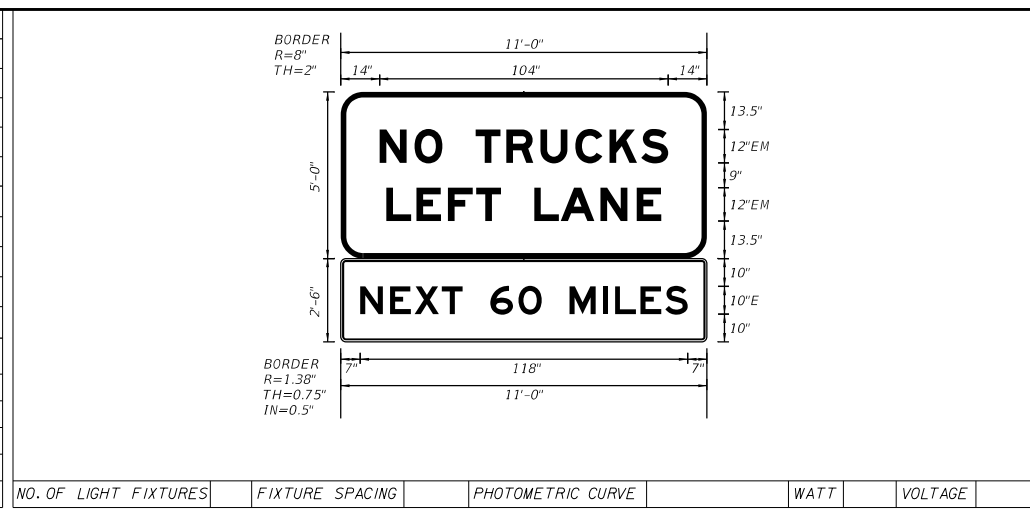 BORDER
R=8"
TH=2"
11'-0"
14" 104" 14"
5'-0"
NO TRUCKS
LEFT LANE
13.5"
12"EM
9"
12"EM
13.5"
2'-6"
NEXT 60 MILES
10"
10"E
10"
BORDER
R=1.38"
TH=0.75"
IN=0.5"
7" 118" 7"
11'-0"
NO. OF LIGHT FIXTURES FIXTURE SPACING PHOTOMETRIC CURVE WATT VOLTAGE